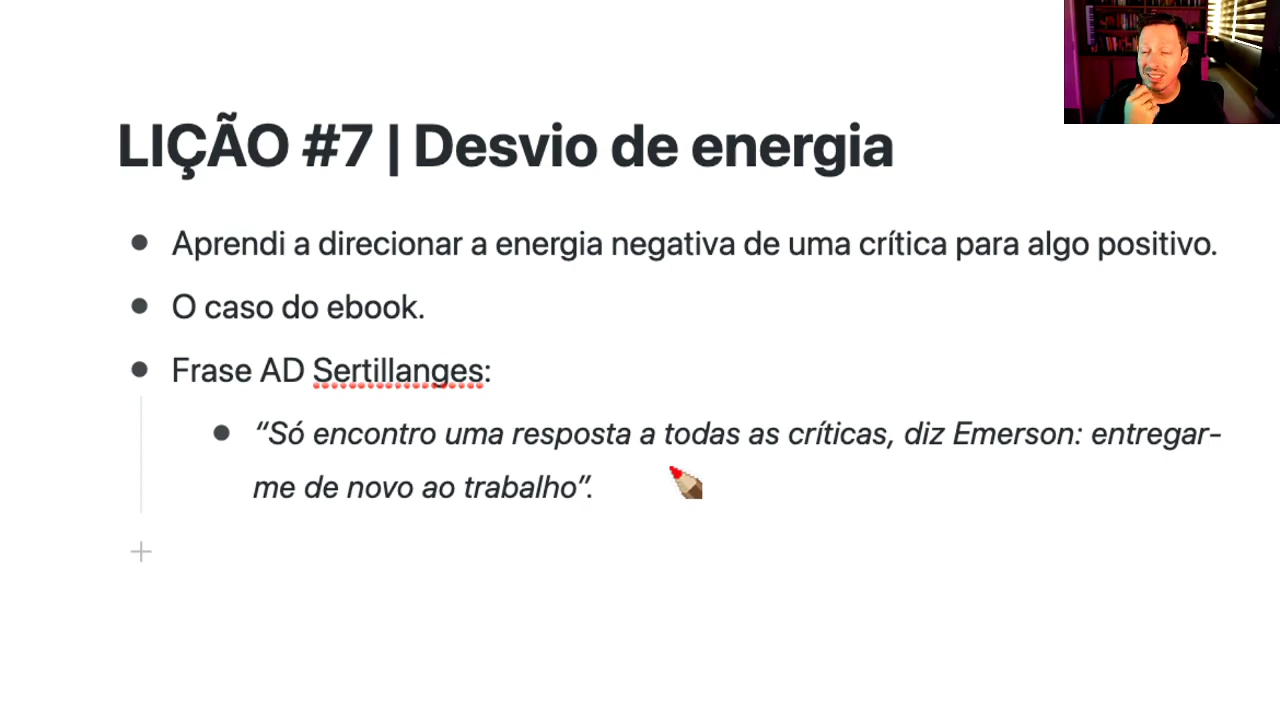 LIÇÃO #7 | Desvio de energia
Aprendi a direcionar a energia negativa de uma crítica para algo positivo.
O caso do ebook.
Frase AD Sertillanges:
“Só encontro uma resposta a todas as críticas, diz Emerson: entregar-
me de novo ao trabalho”.